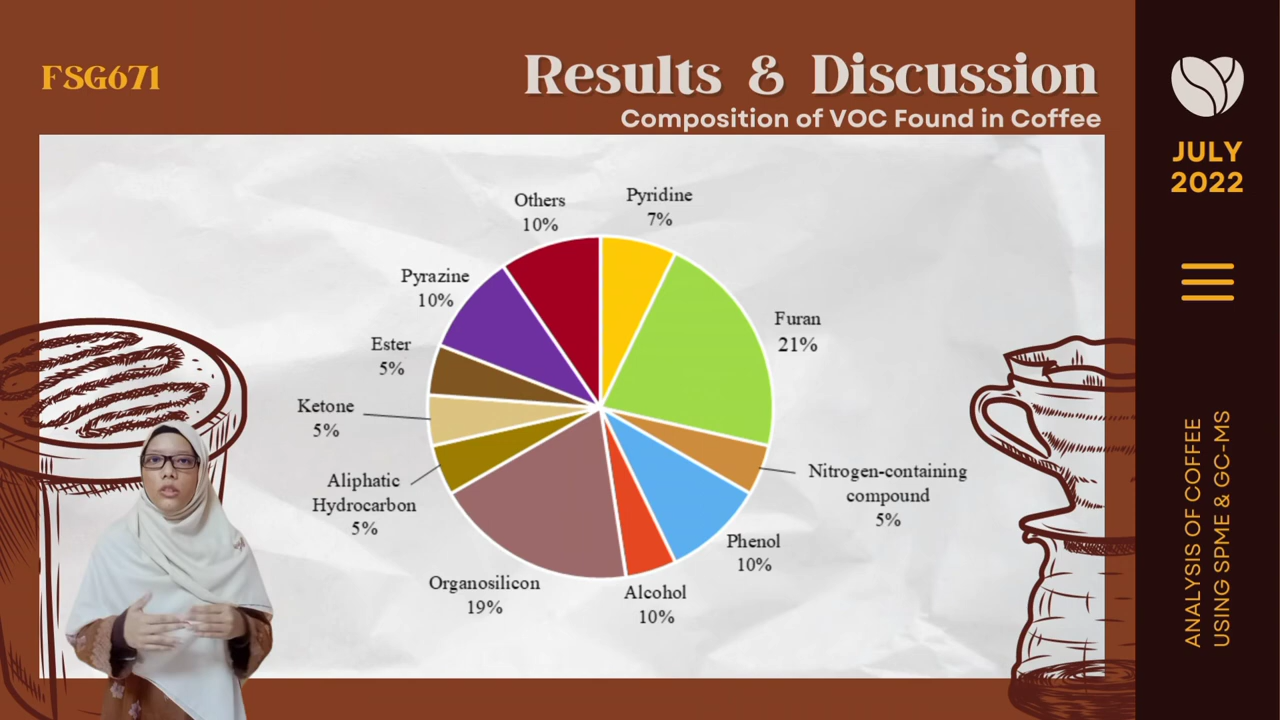 FSG671
Results & Discussion
Composition of VOC Found in Coffee
JULY
2022
Others
10%
Pyridine
7%
Pyrazine
10%
Furan
21%
Ester
5%
Ketone
5%
Nitrogen-containing
compound
5%
Aliphatic
Hydrocarbon
5%
Phenol
10%
Organosilicon
19%
Alcohol
10%
ANALYSIS OF COFFEE
USING SPME & GC-MS